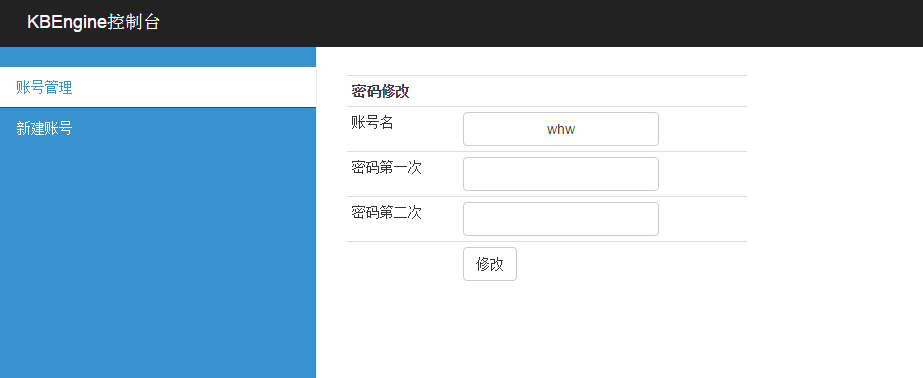 KBEngine控制台
账号管理
新建账号
密码修改
账号名 whw
密码第一次
密码第二次
修改